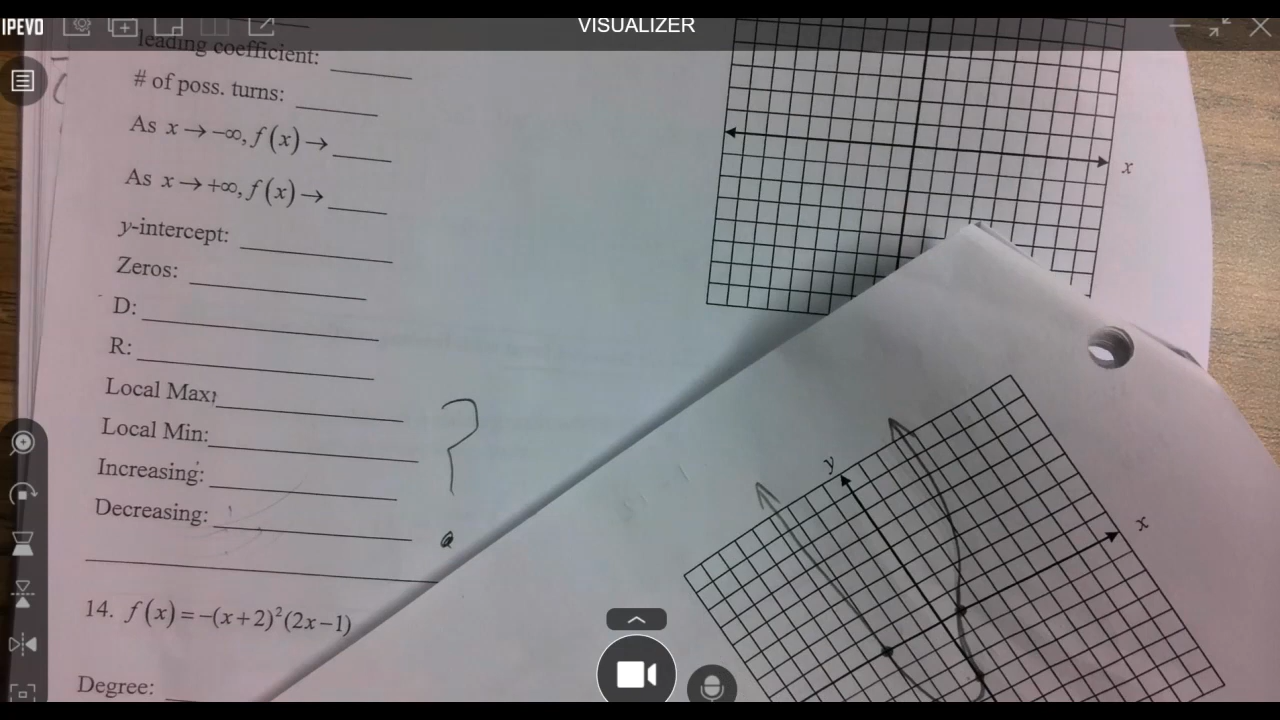 IPEVO
VISUALIZER
leading coefficient:
# of poss. turns:
As x→−∞, f(x)→
As x→+∞, f(x)→
y-intercept:
Zeros:
D:
R:
Local Max:
Local Min:
Increasing:
Decreasing:
?
14. f(x)=−(x+2)²(2x−1)
Degree:
x
y
x